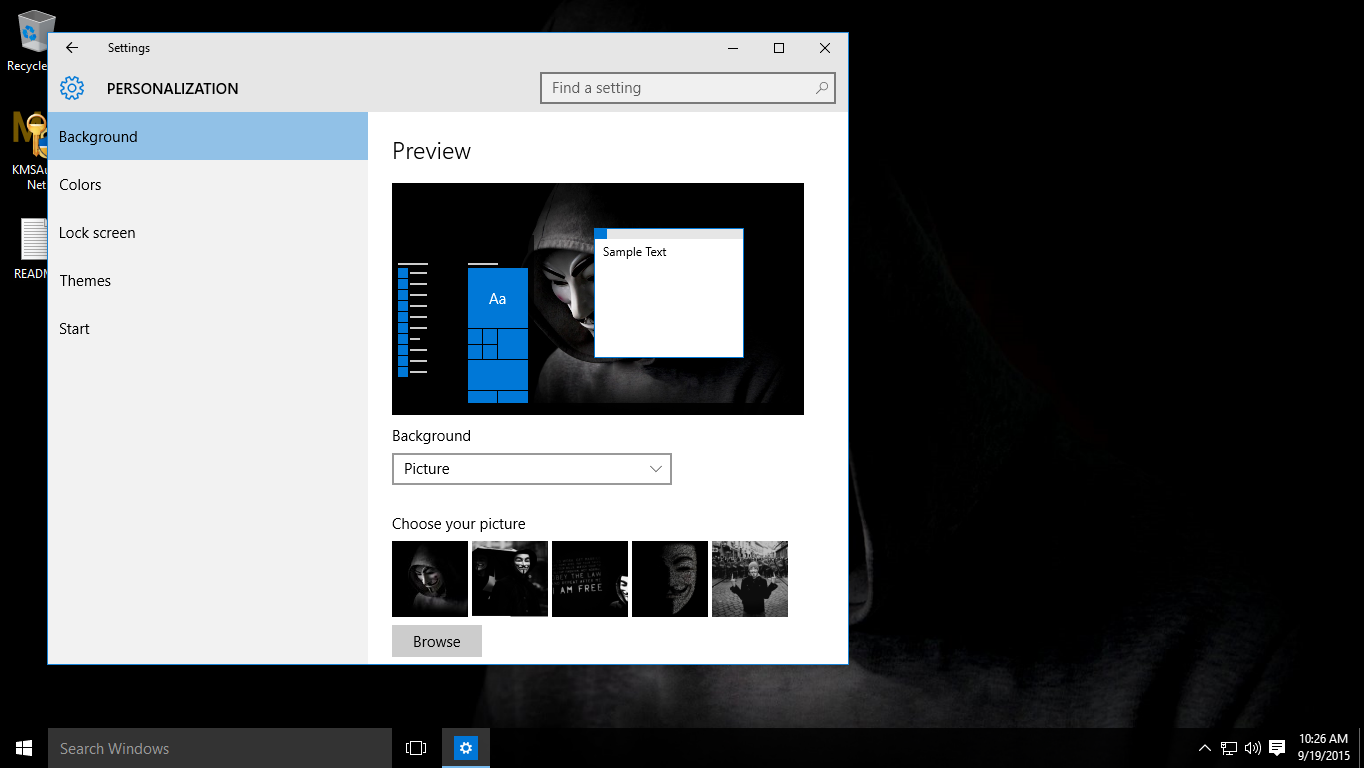 Recycle
KMSAu
Net
READM
Settings
PERSONALIZATION
Find a setting
Background
Colors
Lock screen
Themes
Start
Preview
Aa
Sample Text
Background
Picture
Choose your picture
OBEY THE LAW
I AM FREE
Browse
Search Windows
10:26 AM
9/19/2015